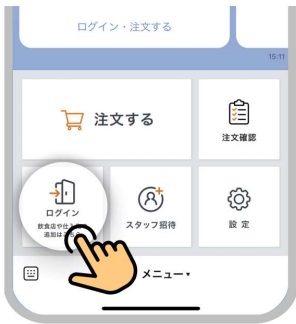 ログイン・注文する
15:11
注文する
注文確認
ログイン
飲食店や仕入
追加はこ
スタッフ招待
設 定
メニュー▾